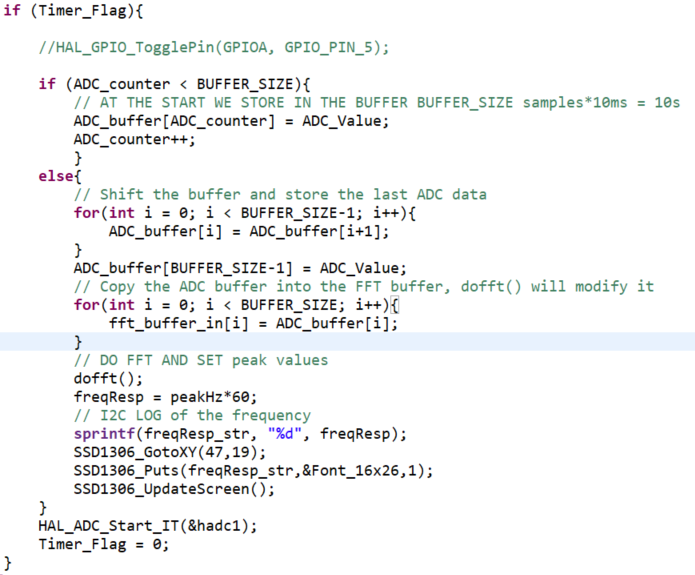 if (Timer_Flag){
//HAL_GPIO_TogglePin(GPIOA, GPIO_PIN_5);
if (ADC_counter < BUFFER_SIZE){
// AT THE START WE STORE IN THE BUFFER BUFFER_SIZE samples*10ms = 10s
ADC_buffer[ADC_counter] = ADC_Value;
ADC_counter++;
}
else{
// Shift the buffer and store the last ADC data
for(int i = 0; i < BUFFER_SIZE-1; i++){
ADC_buffer[i] = ADC_buffer[i+1];
}
ADC_buffer[BUFFER_SIZE-1] = ADC_Value;
// Copy the ADC buffer into the FFT buffer, dofft() will modify it
for(int i = 0; i < BUFFER_SIZE; i++){
fft_buffer_in[i] = ADC_buffer[i];
}
// DO FFT AND SET peak values
dofft();
freqResp = peakHz*60;
// I2C LOG of the frequency
sprintf(freqResp_str, "%d", freqResp);
SSD1306_GotoXY(47,19);
SSD1306_Puts(freqResp_str,&Font_16x26,1);
SSD1306_UpdateScreen();
}
HAL_ADC_Start_IT(&hadc1);
Timer_Flag = 0;
}